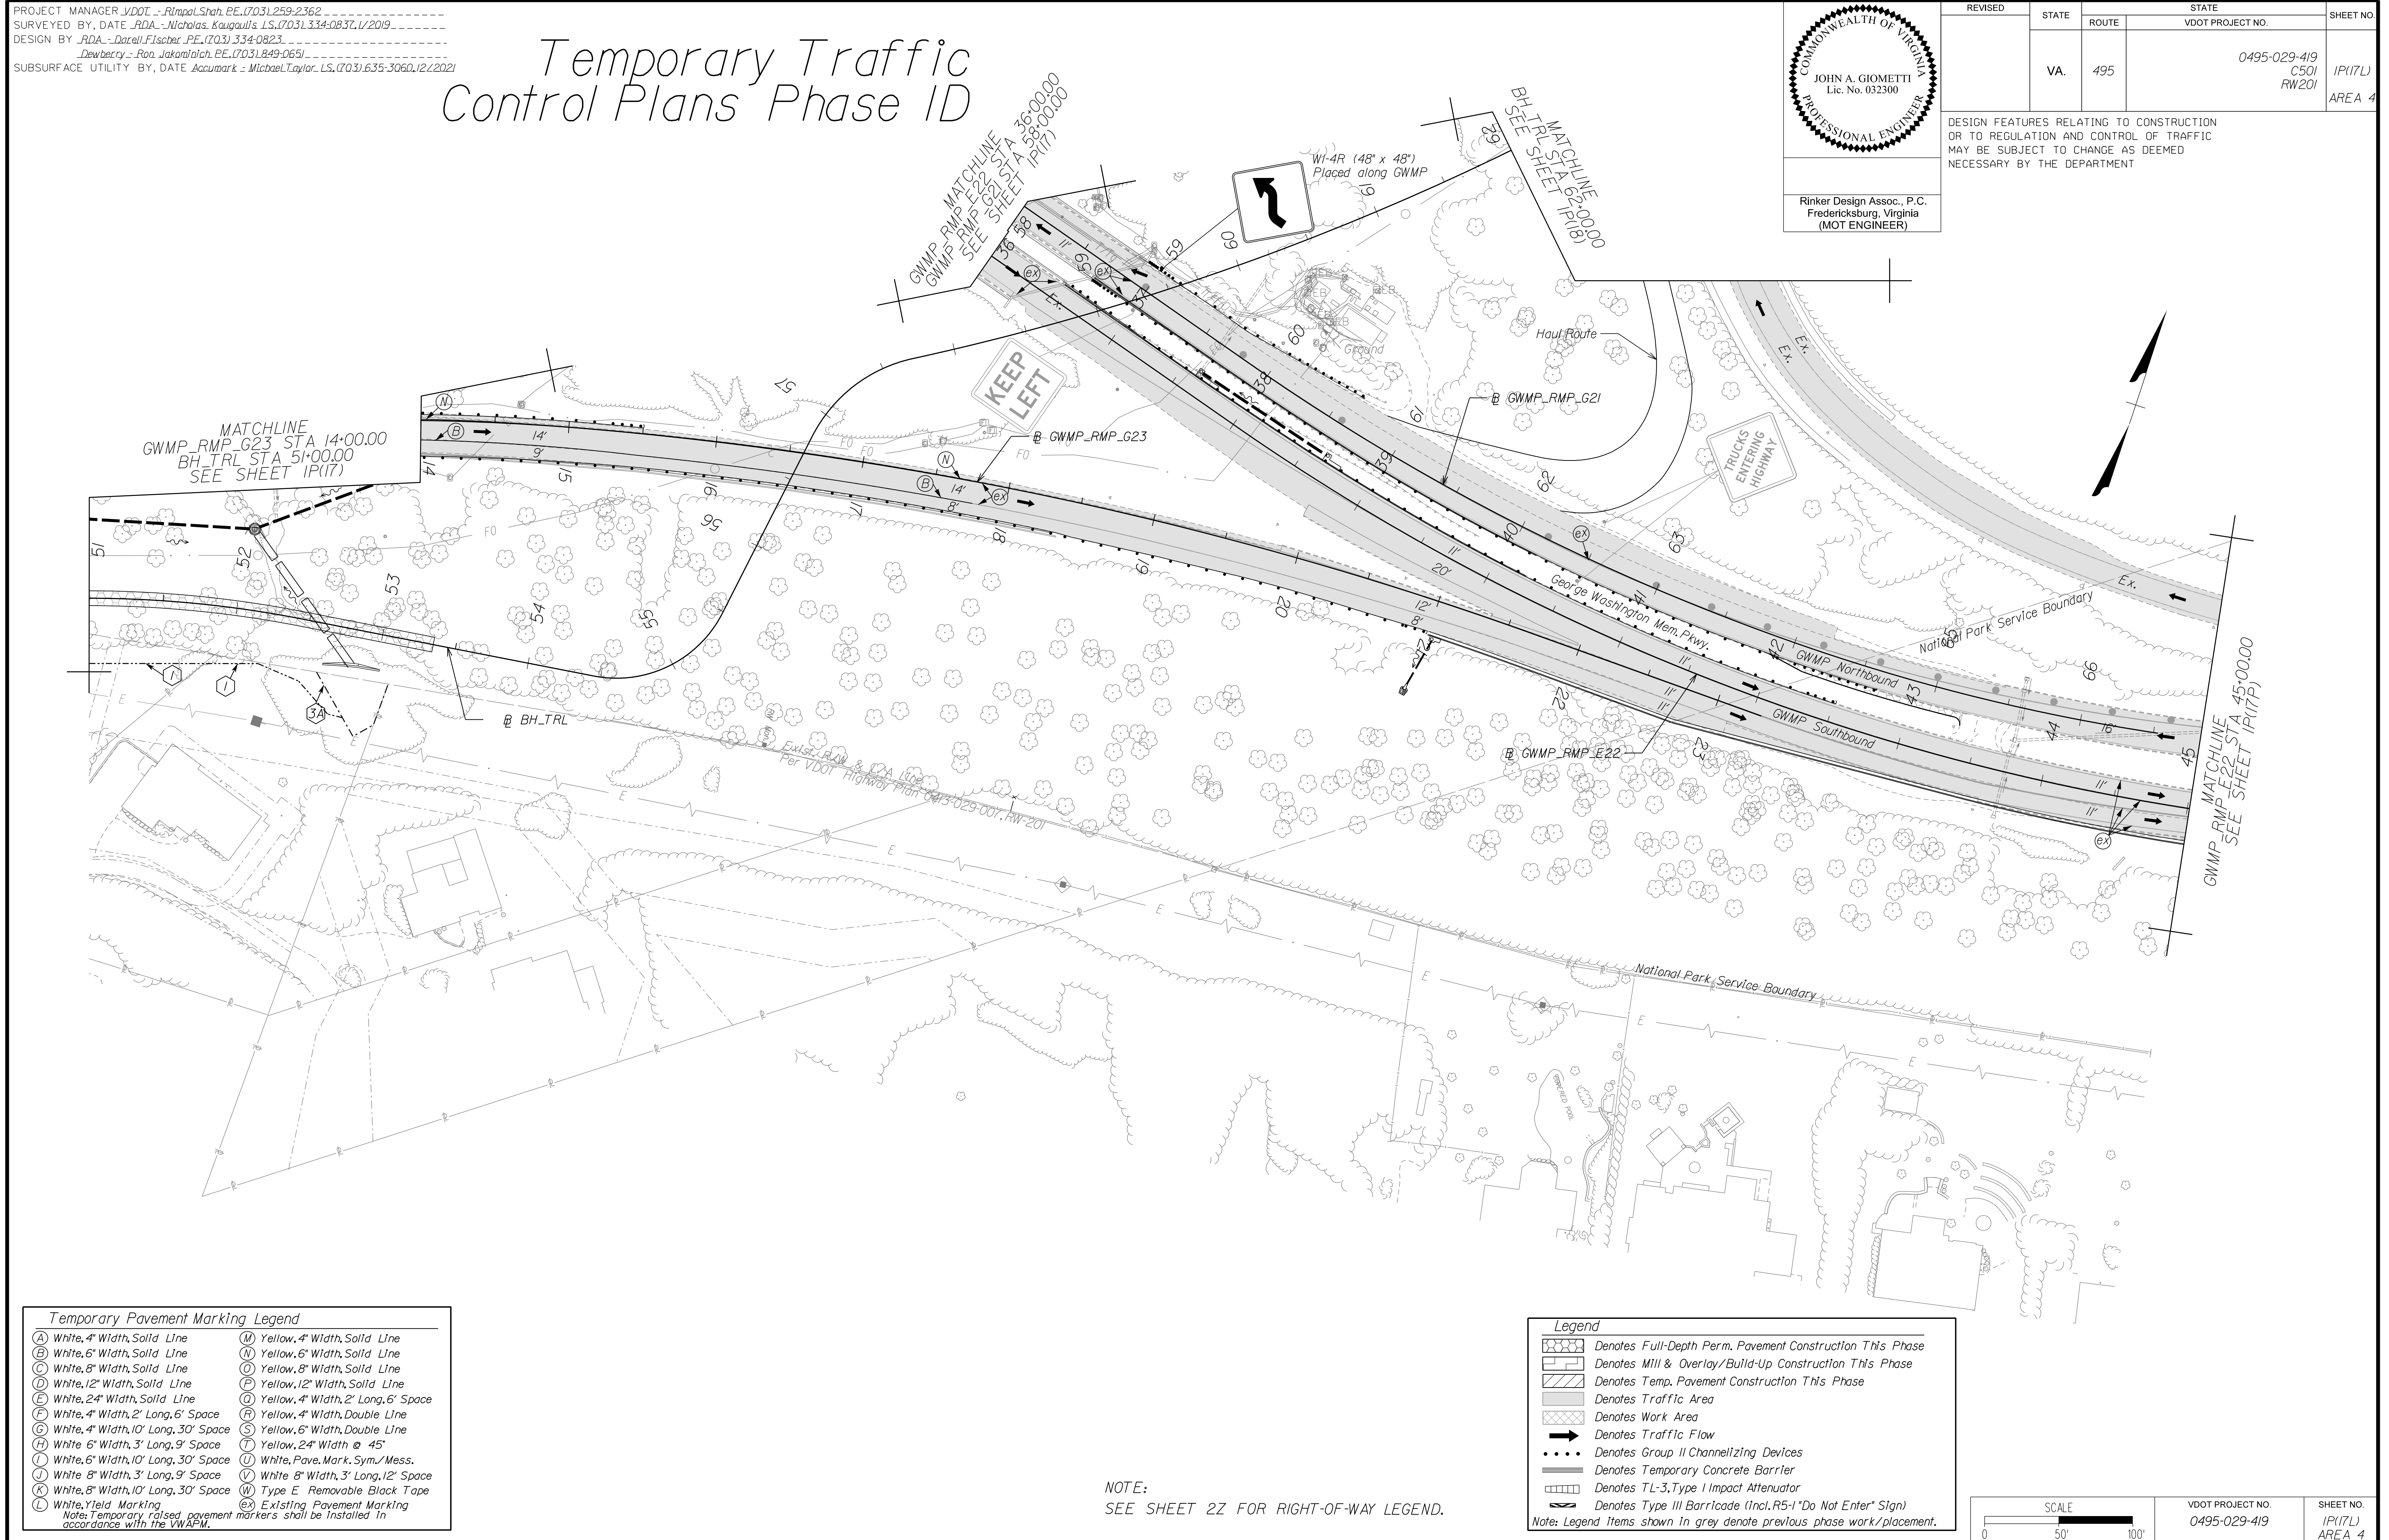 PROJECT MANAGER VDOT - Rimpal Shah PE.(703) 259-2362
SURVEYED BY, DATE RDA - Nicholas Kougoulis LS.(703) 334-0837, 1/2019
DESIGN BY RDA - Darell Fischer PE.(703) 334-0823
Dewberry - Ron Jakominich PE.(703) 849-0651
SUBSURFACE UTILITY BY, DATE Accumark - Michael Taylor LS.(703) 635-3060, 12/2021
Temporary Traffic
Control Plans Phase 1D
COMMONWEALTH OF VIRGINIA
JOHN A. GIOMETTI
Lic. No. 032300
PROFESSIONAL ENGINEER
Rinker Design Assoc., P.C.
Fredericksburg, Virginia
(MOT ENGINEER)
REVISED
STATE
STATE
ROUTE
VDOT PROJECT NO.
SHEET NO.
VA.
495
0495-029-419
C501
RW201
1P(17L)
AREA 4
DESIGN FEATURES RELATING TO CONSTRUCTION
OR TO REGULATION AND CONTROL OF TRAFFIC
MAY BE SUBJECT TO CHANGE AS DEEMED
NECESSARY BY THE DEPARTMENT
MATCHLINE
GWMP_RMP_E22 STA 36+00.00
GWMP_RMP_G21 STA 58+00.00
SEE SHEET 1P(17)
W1-4R (48" x 48")
Placed along GWMP
MATCHLINE
BH_TRL STA 62+00.00
SEE SHEET 1P(18)
MATCHLINE
GWMP_RMP_G23 STA 14+00.00
BH_TRL STA 51+00.00
SEE SHEET 1P(17)
KEEP
LEFT
Haul Route
Ground
BL GWMP_RMP_G21
BL GWMP_RMP_G23
TRUCKS
ENTERING
HIGHWAY
George Washington Mem. Pkwy.
GWMP Northbound
GWMP Southbound
National Park Service Boundary
BL GWMP_RMP_E22
BL BH_TRL
Exist. R/W & L/A Line
Per VDOT Highway Plan 6413-029-001, RW-201
MATCHLINE
GWMP_RMP_E22 STA 45+00.00
SEE SHEET 1P(17P)
National Park Service Boundary
Temporary Pavement Marking Legend
A White, 4" Width, Solid Line
B White, 6" Width, Solid Line
C White, 8" Width, Solid Line
D White, 12" Width, Solid Line
E White, 24" Width, Solid Line
F White, 4" Width, 2' Long, 6' Space
G White, 4" Width, 10' Long, 30' Space
H White 6" Width, 3' Long, 9' Space
I White, 6" Width, 10' Long, 30' Space
J White 8" Width, 3' Long, 9' Space
K White, 8" Width, 10' Long, 30' Space
L White, Yield Marking
M Yellow, 4" Width, Solid Line
N Yellow, 6" Width, Solid Line
O Yellow, 8" Width, Solid Line
P Yellow, 12" Width, Solid Line
Q Yellow, 4" Width, 2' Long, 6' Space
R Yellow, 4" Width, Double Line
S Yellow, 6" Width, Double Line
T Yellow, 24" Width @ 45°
U White, Pave. Mark. Sym./Mess.
V White 8" Width, 3' Long, 12' Space
W Type E Removable Black Tape
ex Existing Pavement Marking
Note: Temporary raised pavement markers shall be installed in
accordance with the VWAPM.
NOTE:
SEE SHEET 2Z FOR RIGHT-OF-WAY LEGEND.
Legend
Denotes Full-Depth Perm. Pavement Construction This Phase
Denotes Mill & Overlay/Build-Up Construction This Phase
Denotes Temp. Pavement Construction This Phase
Denotes Traffic Area
Denotes Work Area
Denotes Traffic Flow
Denotes Group II Channelizing Devices
Denotes Temporary Concrete Barrier
Denotes TL-3, Type I Impact Attenuator
Denotes Type III Barricade (Incl. R5-1 "Do Not Enter" Sign)
Note: Legend items shown in grey denote previous phase work/placement.
SCALE
0 50' 100'
VDOT PROJECT NO.
0495-029-419
SHEET NO.
1P(17L)
AREA 4